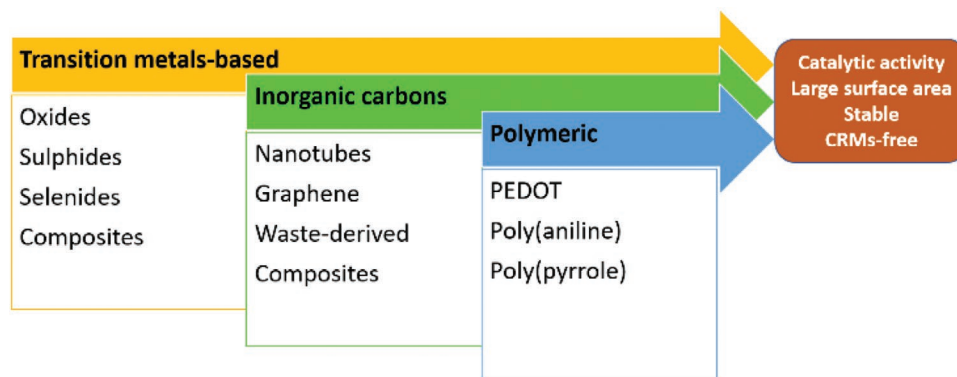 Transition metals-based
Oxides
Sulphides
Selenides
Composites
Inorganic carbons
Nanotubes
Graphene
Waste-derived
Composites
Polymeric
PEDOT
Poly(aniline)
Poly(pyrrole)
Catalytic activity
Large surface area
Stable
CRMs-free